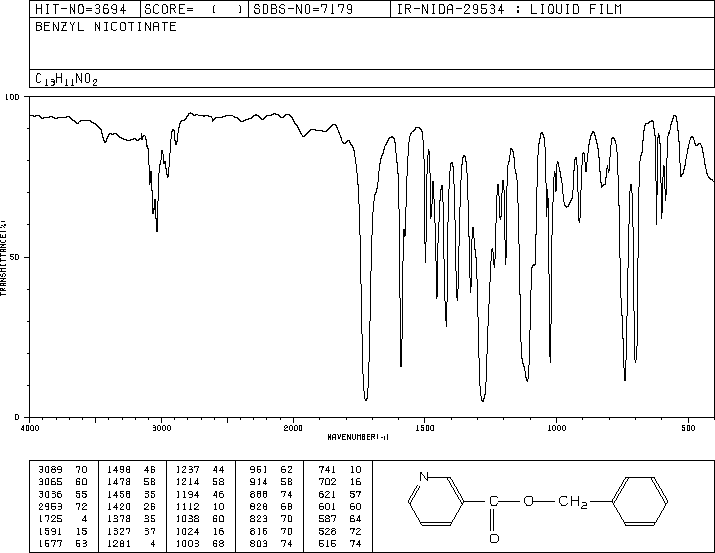 HIT-NO=3694 SCORE= ( ) SDBS-NO=7179 IR-NIDA-29534 : LIQUID FILM
BENZYL NICOTINATE
C13H11NO2
100
50
0
TRANSMITTANCE(%)
4000 3000 2000 1500 1000 500
WAVENUMBER(-1)
3089 70 1498 46 1237 44 961 62 741 10
3065 60 1478 58 1214 58 914 58 702 16
3036 55 1458 35 1194 46 888 74 621 57
2959 72 1420 26 1112 10 828 68 601 60
1725 4 1378 35 1038 60 823 70 587 64
1591 15 1327 37 1024 16 816 70 528 72
1577 53 1281 4 1003 68 803 74 516 74
N
C O CH2
O